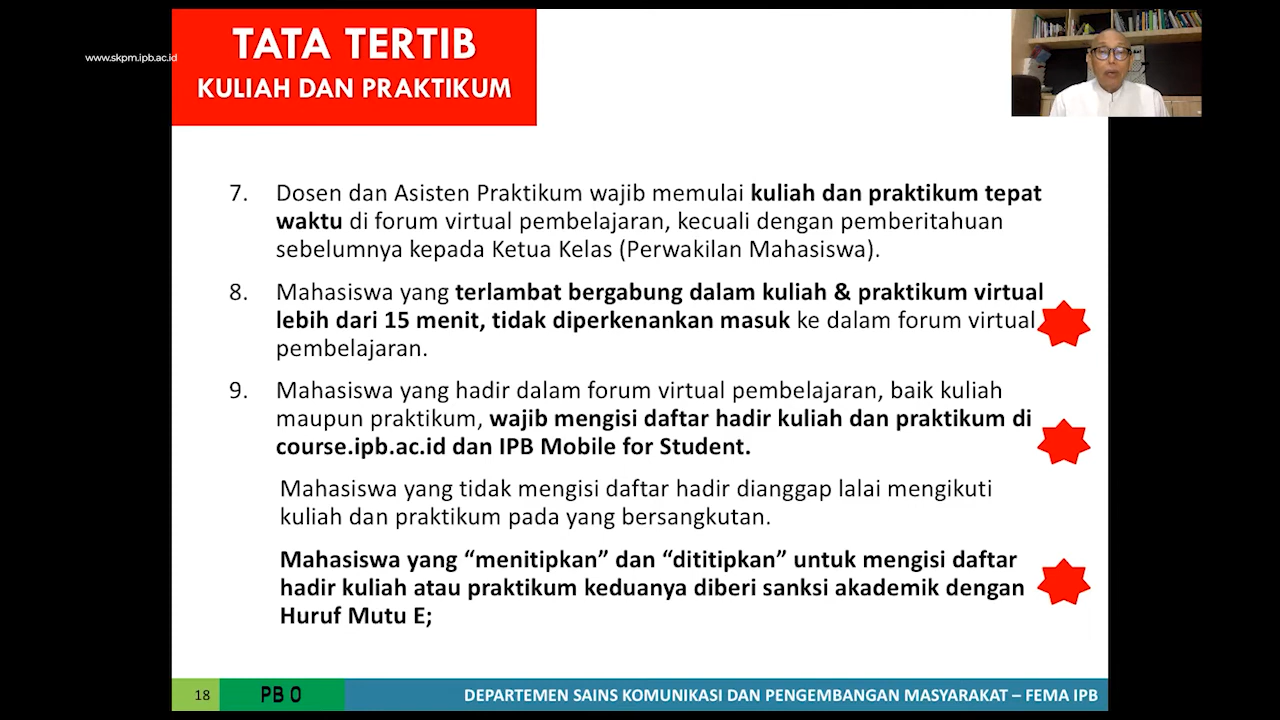 www.skpm.ipb.ac.id
TATA TERTIB
KULIAH DAN PRAKTIKUM
7. Dosen dan Asisten Praktikum wajib memulai kuliah dan praktikum tepat
waktu di forum virtual pembelajaran, kecuali dengan pemberitahuan
sebelumnya kepada Ketua Kelas (Perwakilan Mahasiswa).
8. Mahasiswa yang terlambat bergabung dalam kuliah & praktikum virtual
lebih dari 15 menit, tidak diperkenankan masuk ke dalam forum virtual
pembelajaran.
9. Mahasiswa yang hadir dalam forum virtual pembelajaran, baik kuliah
maupun praktikum, wajib mengisi daftar hadir kuliah dan praktikum di
course.ipb.ac.id dan IPB Mobile for Student.
Mahasiswa yang tidak mengisi daftar hadir dianggap lalai mengikuti
kuliah dan praktikum pada yang bersangkutan.
Mahasiswa yang “menitipkan” dan “dititipkan” untuk mengisi daftar
hadir kuliah atau praktikum keduanya diberi sanksi akademik dengan
Huruf Mutu E;
18
PB 0
DEPARTEMEN SAINS KOMUNIKASI DAN PENGEMBANGAN MASYARAKAT – FEMA IPB